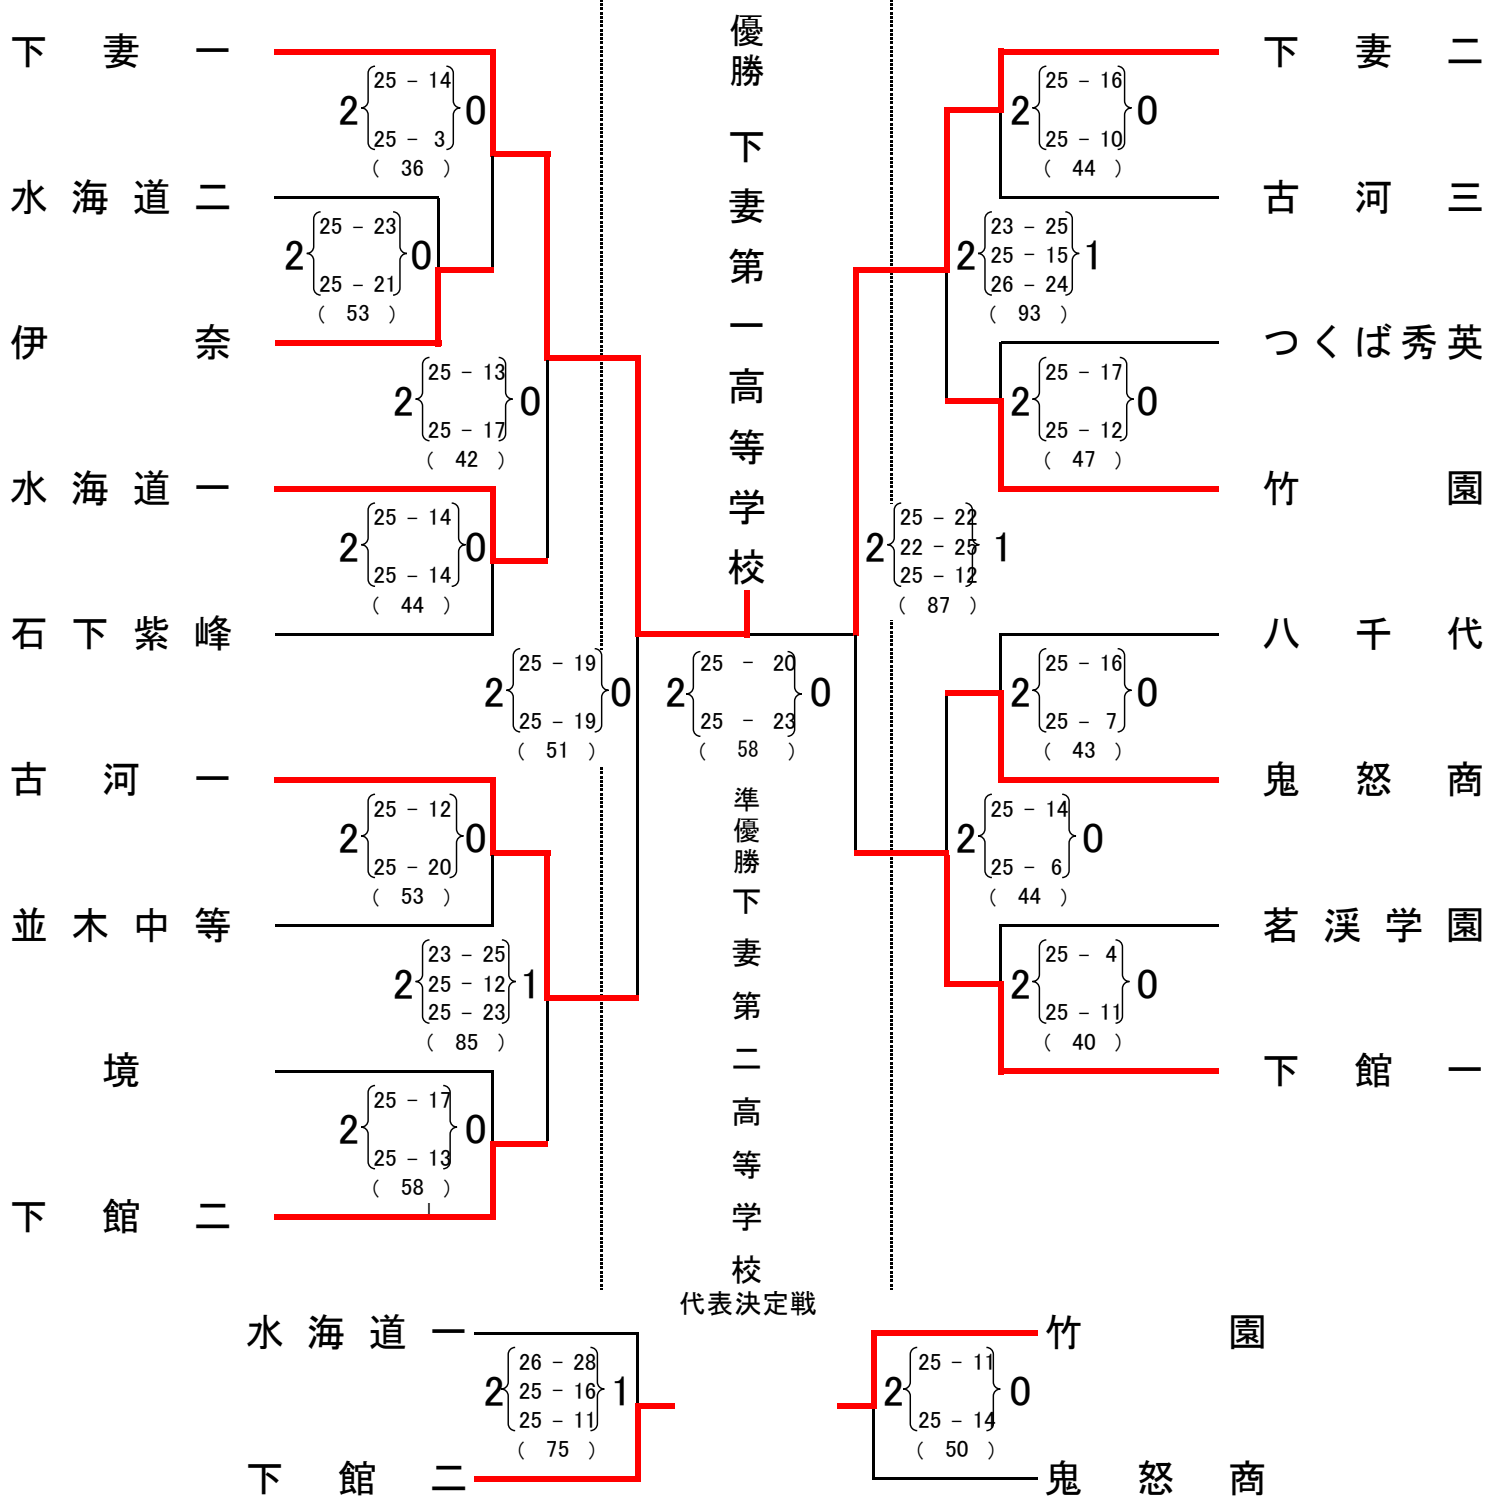 優勝 下妻第一高等学校
下妻一
2 25 - 14 0
25 - 3
( 36 )
水海道二
2 25 - 23 0
25 - 21
( 53 )
伊奈
2 25 - 13 0
25 - 17
( 42 )
水海道一
2 25 - 14 0
25 - 14
( 44 )
石下紫峰
2 25 - 19 0
25 - 19
( 51 )
古河一
2 25 - 12 0
25 - 20
( 53 )
並木中等
2 23 - 25 1
25 - 12
25 - 23
( 85 )
境
2 25 - 17 0
25 - 13
( 58 )
下館二
2 25 - 20 0
25 - 23
( 58 )
準優勝 下妻第二高等学校
下妻二
2 25 - 16 0
25 - 10
( 44 )
古河三
2 23 - 25 1
25 - 15
26 - 24
( 93 )
つくば秀英
2 25 - 17 0
25 - 12
( 47 )
竹園
2 25 - 22 1
22 - 25
25 - 12
( 87 )
八千代
2 25 - 16 0
25 - 7
( 43 )
鬼怒商
2 25 - 14 0
25 - 6
( 44 )
茗渓学園
2 25 - 4 0
25 - 11
( 40 )
下館一
代表決定戦
水海道一
2 26 - 28 1
25 - 16
25 - 11
( 75 )
下館二
竹園
2 25 - 11 0
25 - 14
( 50 )
鬼怒商